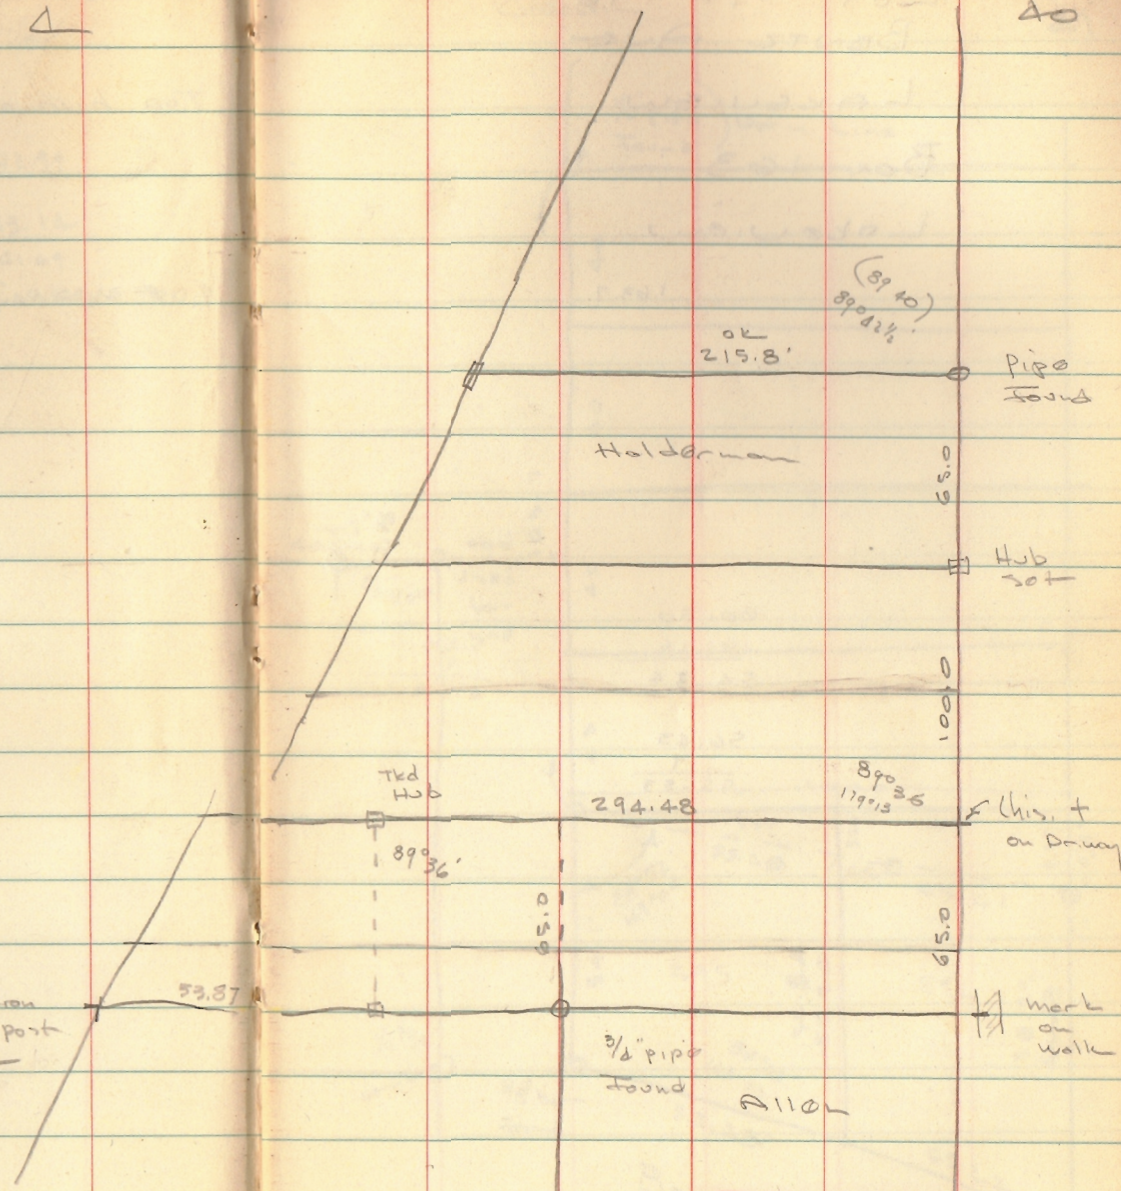 40
(89 40)
89° 42½'
ok
215.8'
Pipe
Found
Holderman
65.0
Hub
set
100.0
Tkd
Hub
294.48
89° 36
179° 13
Chis. +
on Driway
89° 36'
65.0
65.0
53.87
ron
post
mark
on
walk
3/4" pipe
Found
Allen